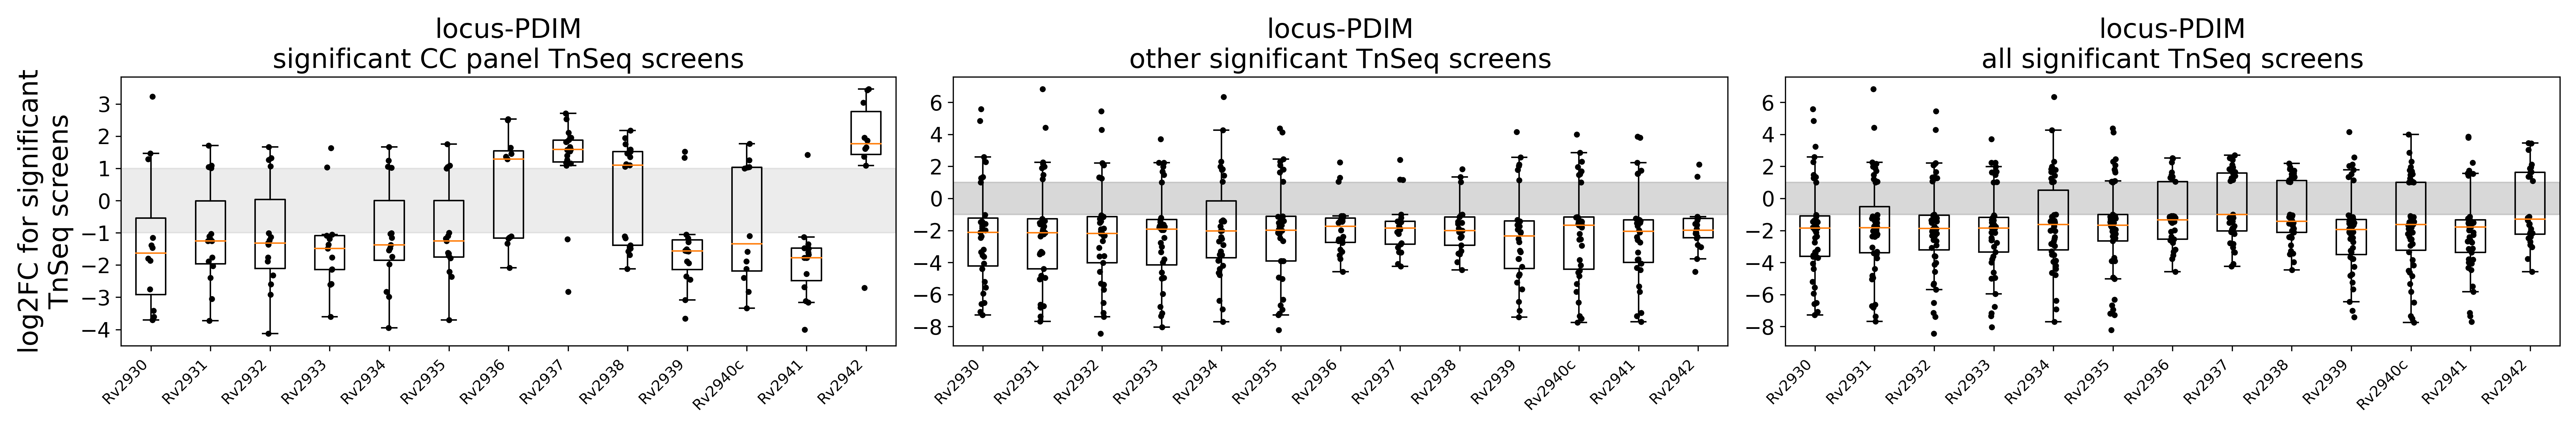 locus-PDIM
significant CC panel TnSeq screens
log2FC for significant
TnSeq screens
3
2
1
0
−1
−2
−3
−4
Rv2930
Rv2931
Rv2932
Rv2933
Rv2934
Rv2935
Rv2936
Rv2937
Rv2938
Rv2939
Rv2940c
Rv2941
Rv2942
locus-PDIM
other significant TnSeq screens
6
4
2
0
−2
−4
−6
−8
Rv2930
Rv2931
Rv2932
Rv2933
Rv2934
Rv2935
Rv2936
Rv2937
Rv2938
Rv2939
Rv2940c
Rv2941
Rv2942
locus-PDIM
all significant TnSeq screens
6
4
2
0
−2
−4
−6
−8
Rv2930
Rv2931
Rv2932
Rv2933
Rv2934
Rv2935
Rv2936
Rv2937
Rv2938
Rv2939
Rv2940c
Rv2941
Rv2942